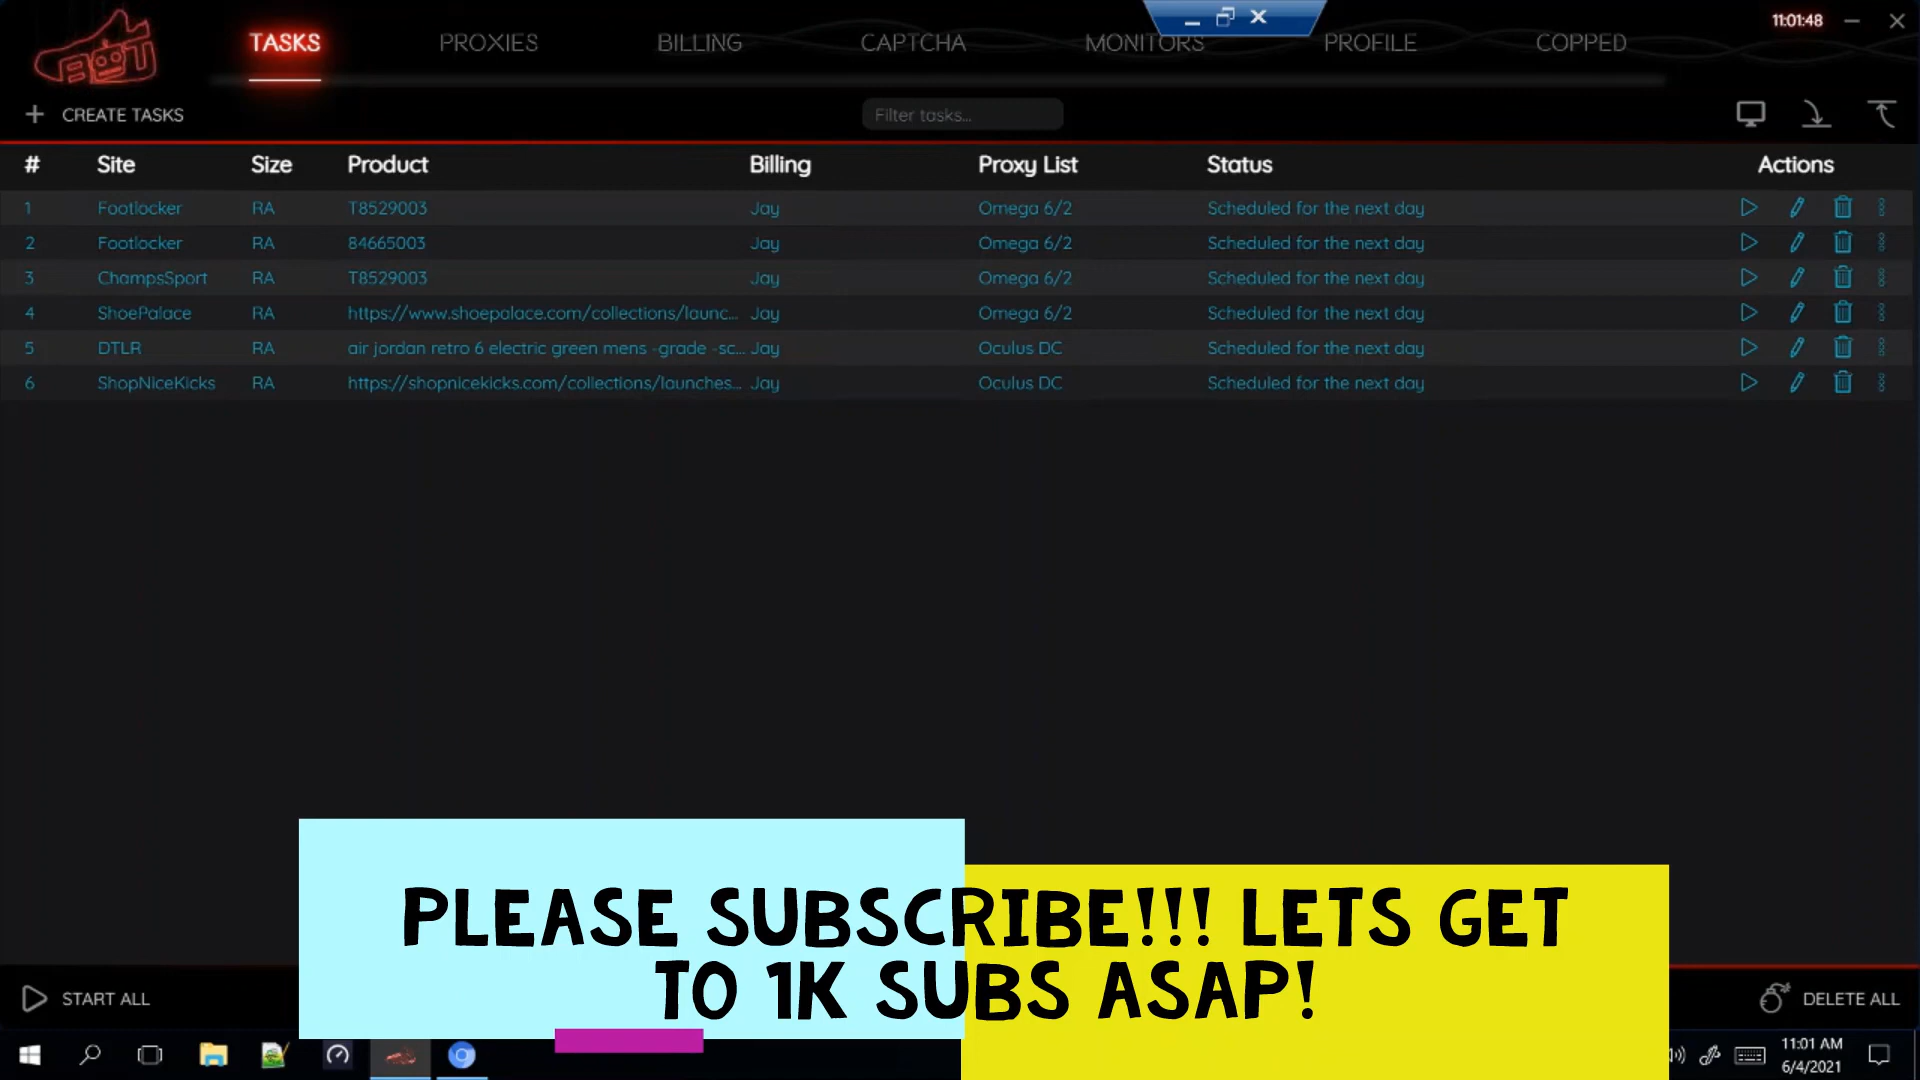 11:01:48
TASKS PROXIES BILLING CAPTCHA MONITORS PROFILE COPPED
CREATE TASKS Filter tasks...
# Site Size Product Billing Proxy List Status Actions
1 Footlocker RA T8529003 Jay Omega 6/2 Scheduled for the next day
2 Footlocker RA 84665003 Jay Omega 6/2 Scheduled for the next day
3 ChampsSport RA T8529003 Jay Omega 6/2 Scheduled for the next day
4 ShoePalace RA https://www.shoepalace.com/collections/launc... Jay Omega 6/2 Scheduled for the next day
5 DTLR RA air jordan retro 6 electric green mens -grade -sc... Jay Oculus DC Scheduled for the next day
6 ShopNiceKicks RA https://shopnicekicks.com/collections/launches... Jay Oculus DC Scheduled for the next day
PLEASE SUBSCRIBE!!! LETS GET
TO 1K SUBS ASAP!
START ALL DELETE ALL
11:01 AM
6/4/2021